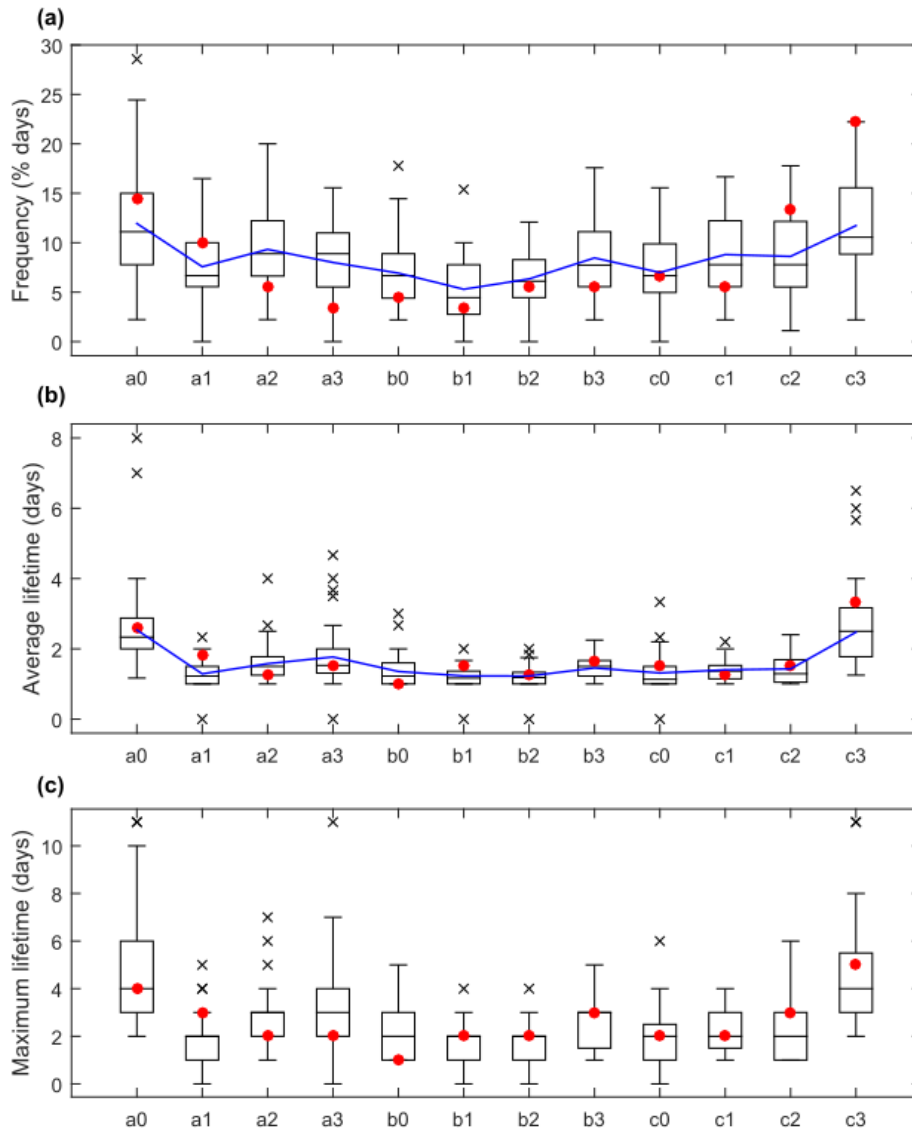 (a)
Frequency (% days)
30
25
20
15
10
5
0
a0 a1 a2 a3 b0 b1 b2 b3 c0 c1 c2 c3
(b)
Average lifetime (days)
8
6
4
2
0
a0 a1 a2 a3 b0 b1 b2 b3 c0 c1 c2 c3
(c)
Maximum lifetime (days)
10
8
6
4
2
0
a0 a1 a2 a3 b0 b1 b2 b3 c0 c1 c2 c3